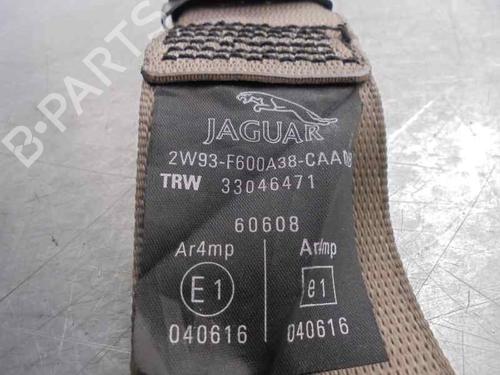 JAGUAR
2W93-F600A38-CAA
TRW 33046471
60608
Ar4mp Ar4mp
E1 e1
040616 040616
B-PARTS